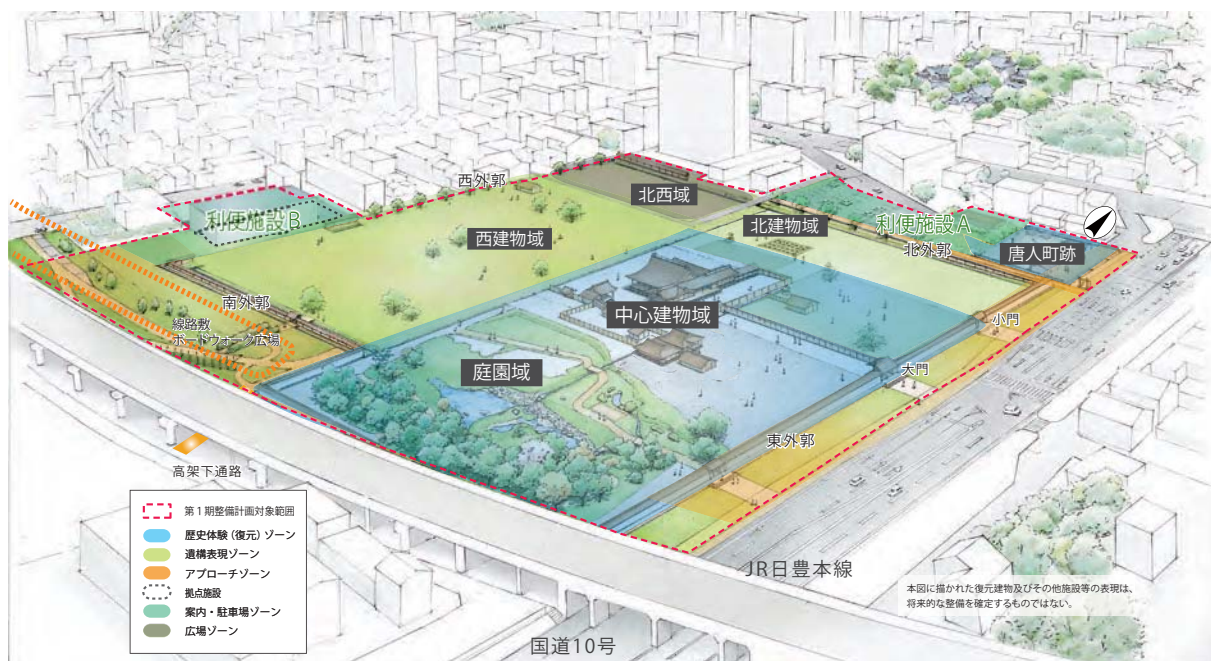 西外郭
北西域
利便施設B
西建物域
北建物域
利便施設A
北外郭
唐人町跡
南外郭
線路敷
ボードウォーク広場
中心建物域
小門
庭園域
大門
東外郭
高架下通路
第1期整備計画対象範囲
歴史体験(復元)ゾーン
遺構表現ゾーン
アプローチゾーン
拠点施設
案内・駐車場ゾーン
広場ゾーン
JR日豊本線
本図に描かれた復元建物及びその他施設等の表現は、
将来的な整備を確定するものではない。
国道10号